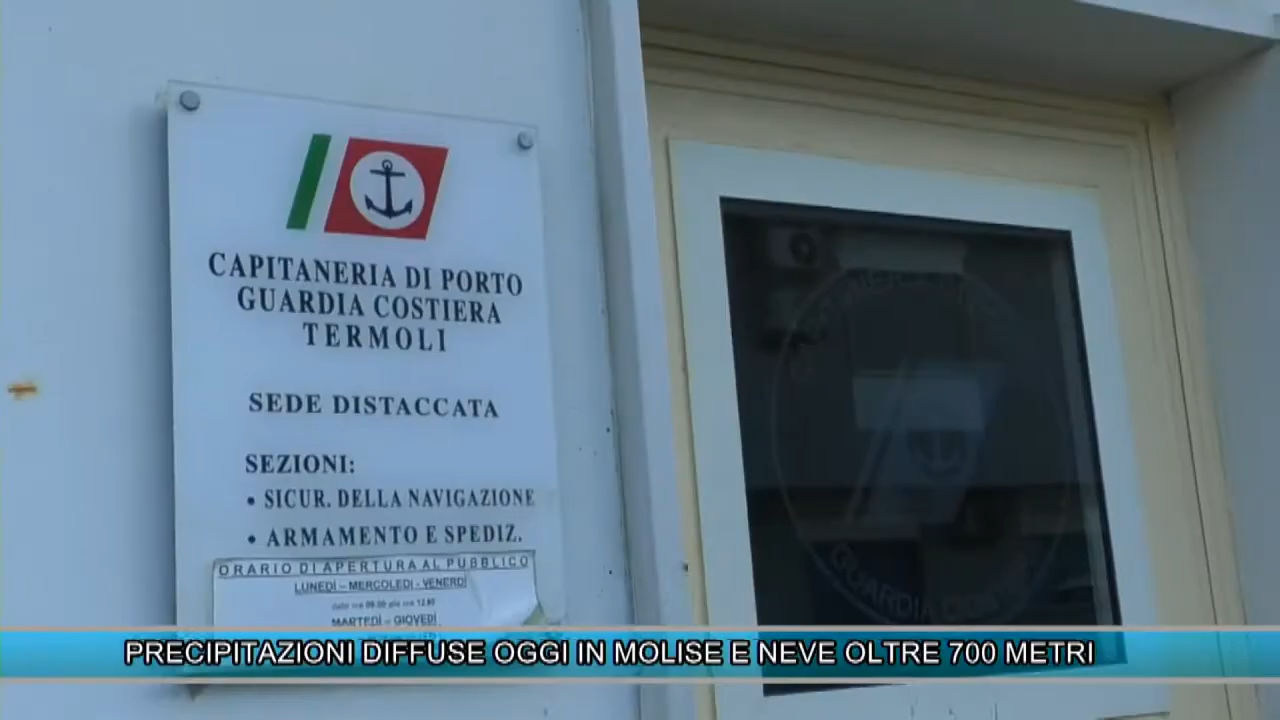 CAPITANERIA DI PORTO
GUARDIA COSTIERA
TERMOLI
SEDE DISTACCATA
SEZIONI:
• SICUR. DELLA NAVIGAZIONE
• ARMAMENTO E SPEDIZ.
ORARIO DI APERTURA AL PUBBLICO
LUNEDÌ – MERCOLEDÌ - VENERDÌ
MARTEDÌ – GIOVEDÌ
GUARDIA
PRECIPITAZIONI DIFFUSE OGGI IN MOLISE E NEVE OLTRE 700 METRI